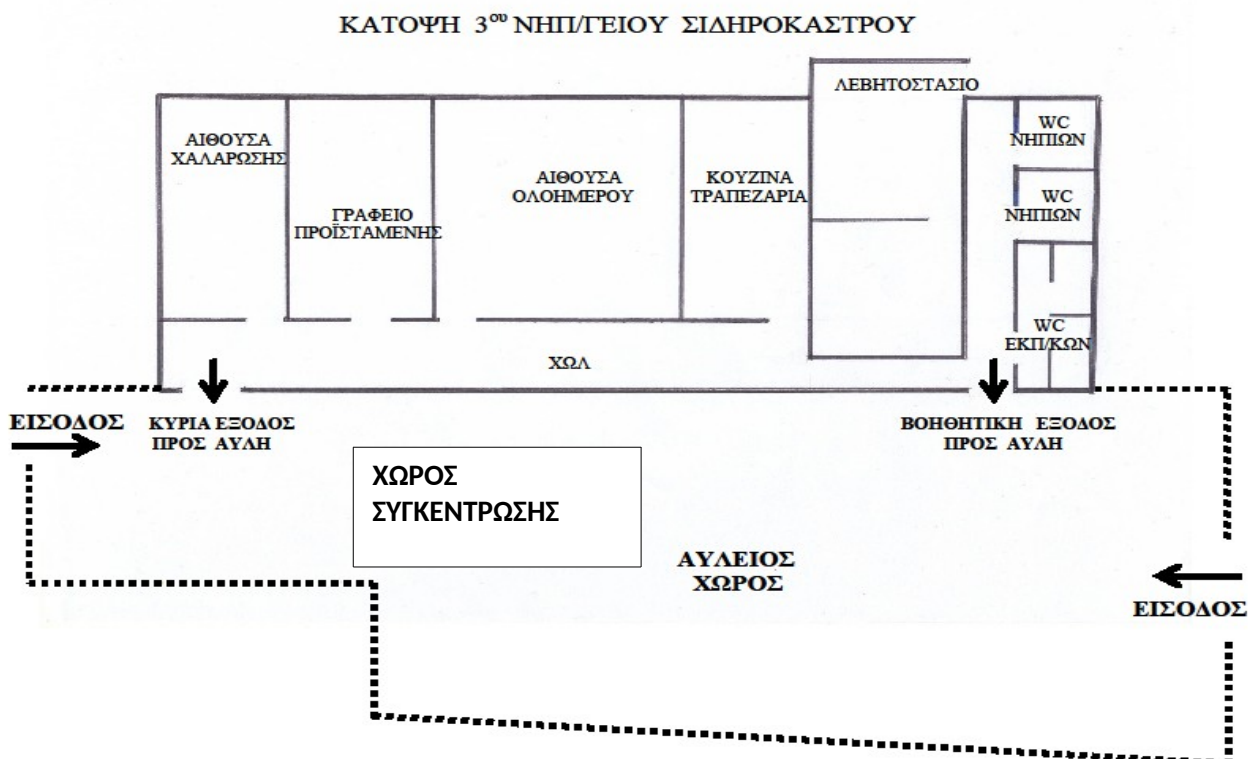 ΚΑΤΟΨΗ 3ου ΝΗΠ/ΓΕΙΟΥ ΣΙΔΗΡΟΚΑΣΤΡΟΥ
ΛΕΒΗΤΟΣΤΑΣΙΟ
ΑΙΘΟΥΣΑ
ΧΑΛΑΡΩΣΗΣ
ΓΡΑΦΕΙΟ
ΠΡΟΪΣΤΑΜΕΝΗΣ
ΑΙΘΟΥΣΑ
ΟΛΟΗΜΕΡΟΥ
ΚΟΥΖΙΝΑ
ΤΡΑΠΕΖΑΡΙΑ
WC
ΝΗΠΙΩΝ
WC
ΝΗΠΙΩΝ
WC
ΕΚΠ/ΚΩΝ
ΧΩΛ
ΕΙΣΟΔΟΣ
ΚΥΡΙΑ ΕΞΟΔΟΣ
ΠΡΟΣ ΑΥΛΗ
ΒΟΗΘΗΤΙΚΗ ΕΞΟΔΟΣ
ΠΡΟΣ ΑΥΛΗ
ΧΩΡΟΣ
ΣΥΓΚΕΝΤΡΩΣΗΣ
ΑΥΛΕΙΟΣ
ΧΩΡΟΣ
ΕΙΣΟΔΟΣ